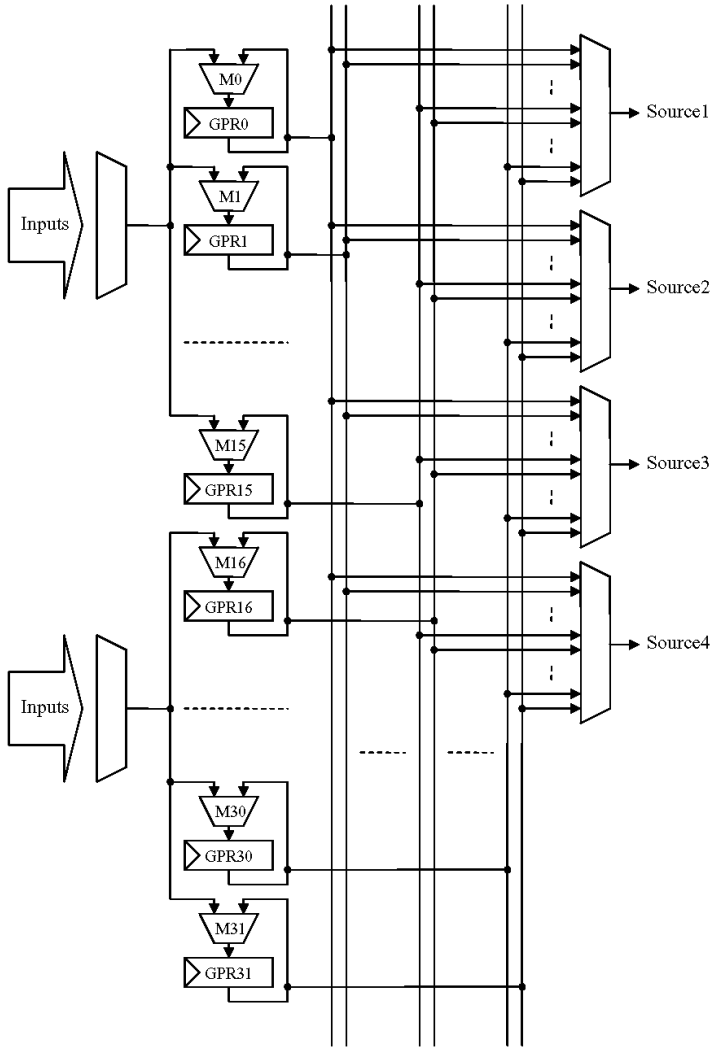 M0
GPR0
Source1
M1
Inputs
GPR1
Source2
M15
Source3
GPR15
M16
GPR16
Source4
Inputs
M30
GPR30
M31
GPR31